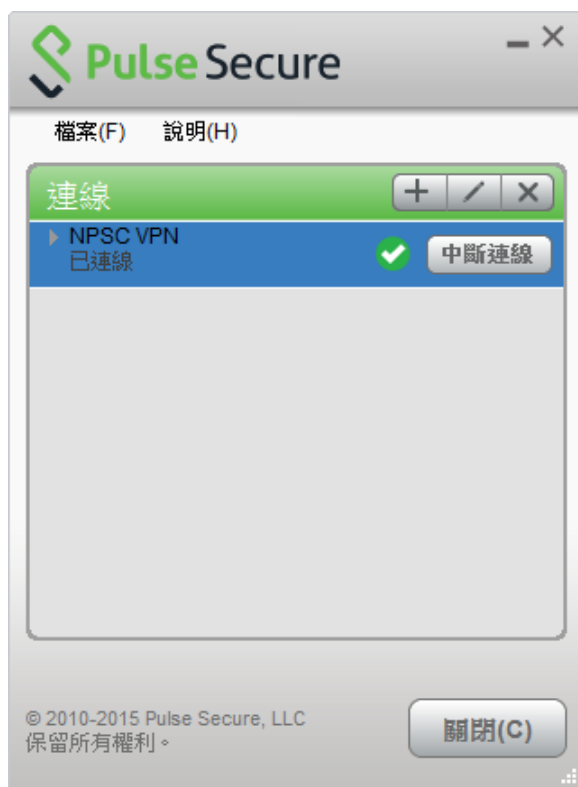 Pulse Secure
檔案(F) 說明(H)
連線
NPSC VPN
已連線
中斷連線
© 2010-2015 Pulse Secure, LLC
保留所有權利。
關閉(C)